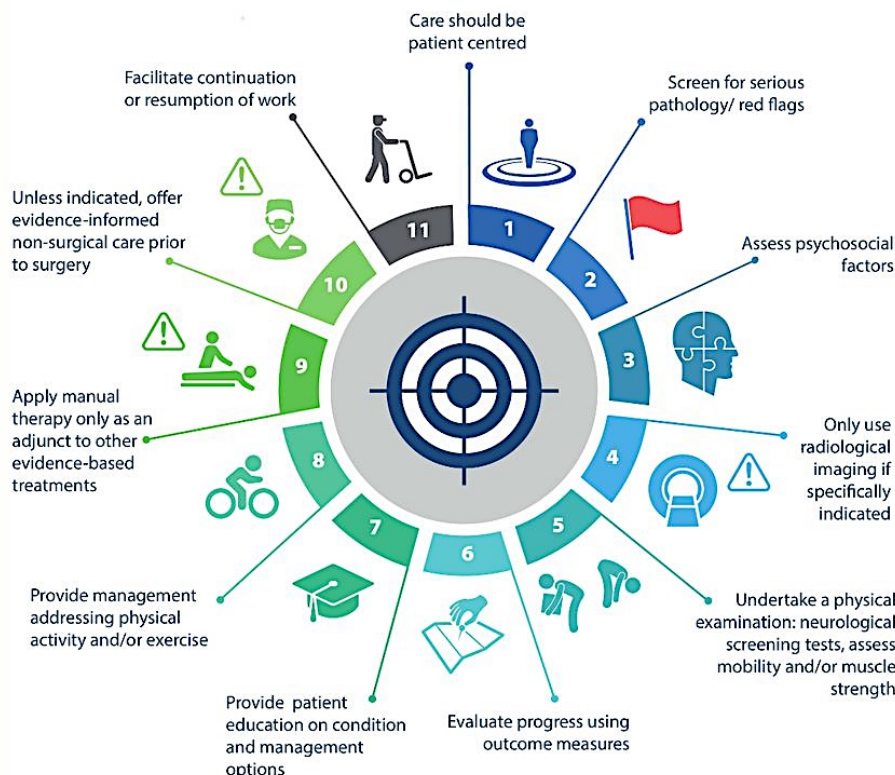 Care should be
patient centred
1
Screen for serious
pathology/ red flags
2
Assess psychosocial
factors
3
Only use
radiological
imaging if
specifically
indicated
4
Undertake a physical
examination: neurological
screening tests, assess
mobility and/or muscle
strength
5
Evaluate progress using
outcome measures
6
Provide patient
education on condition
and management
options
7
Provide management
addressing physical
activity and/or exercise
8
Apply manual
therapy only as an
adjunct to other
evidence-based
treatments
9
Unless indicated, offer
evidence-informed
non-surgical care prior
to surgery
10
Facilitate continuation
or resumption of work
11